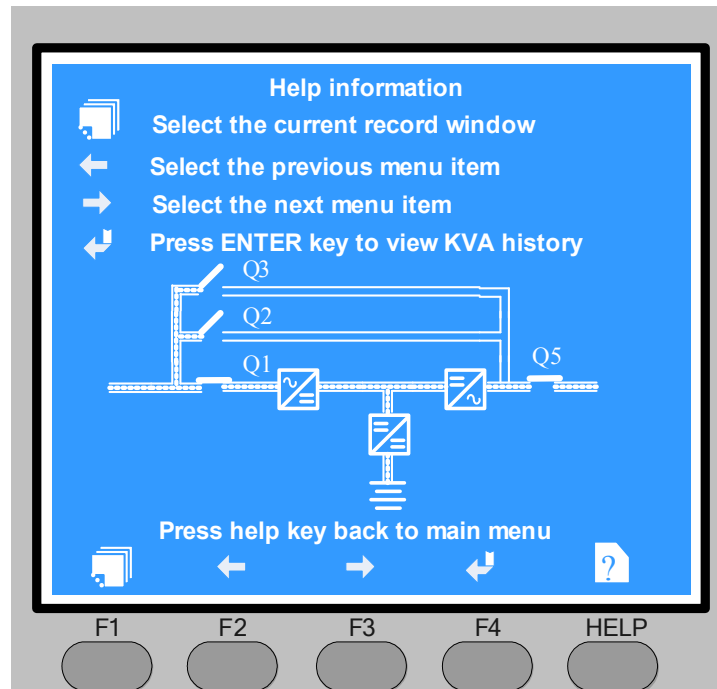 Help information
Select the current record window
Select the previous menu item
Select the next menu item
Press ENTER key to view KVA history
Q3
Q2
Q1
Q5
Press help key back to main menu
?
F1 F2 F3 F4 HELP